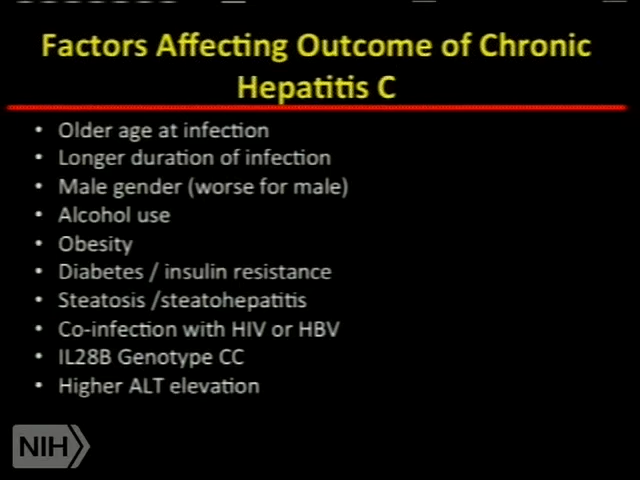 Factors Affecting Outcome of Chronic
Hepatitis C
• Older age at infection
• Longer duration of infection
• Male gender (worse for male)
• Alcohol use
• Obesity
• Diabetes / insulin resistance
• Steatosis /steatohepatitis
• Co-infection with HIV or HBV
• IL28B Genotype CC
• Higher ALT elevation
NIH